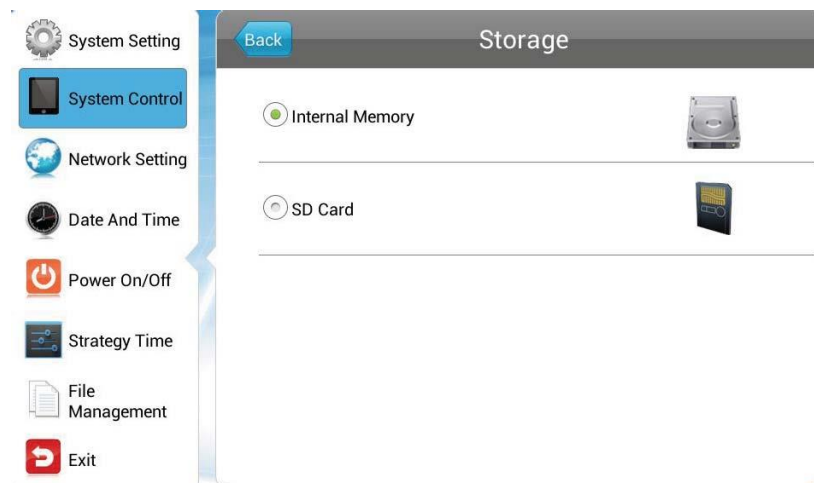 System Setting
System Control
Network Setting
Date And Time
Power On/Off
Strategy Time
File
Management
Exit
Back
Storage
Internal Memory
SD Card